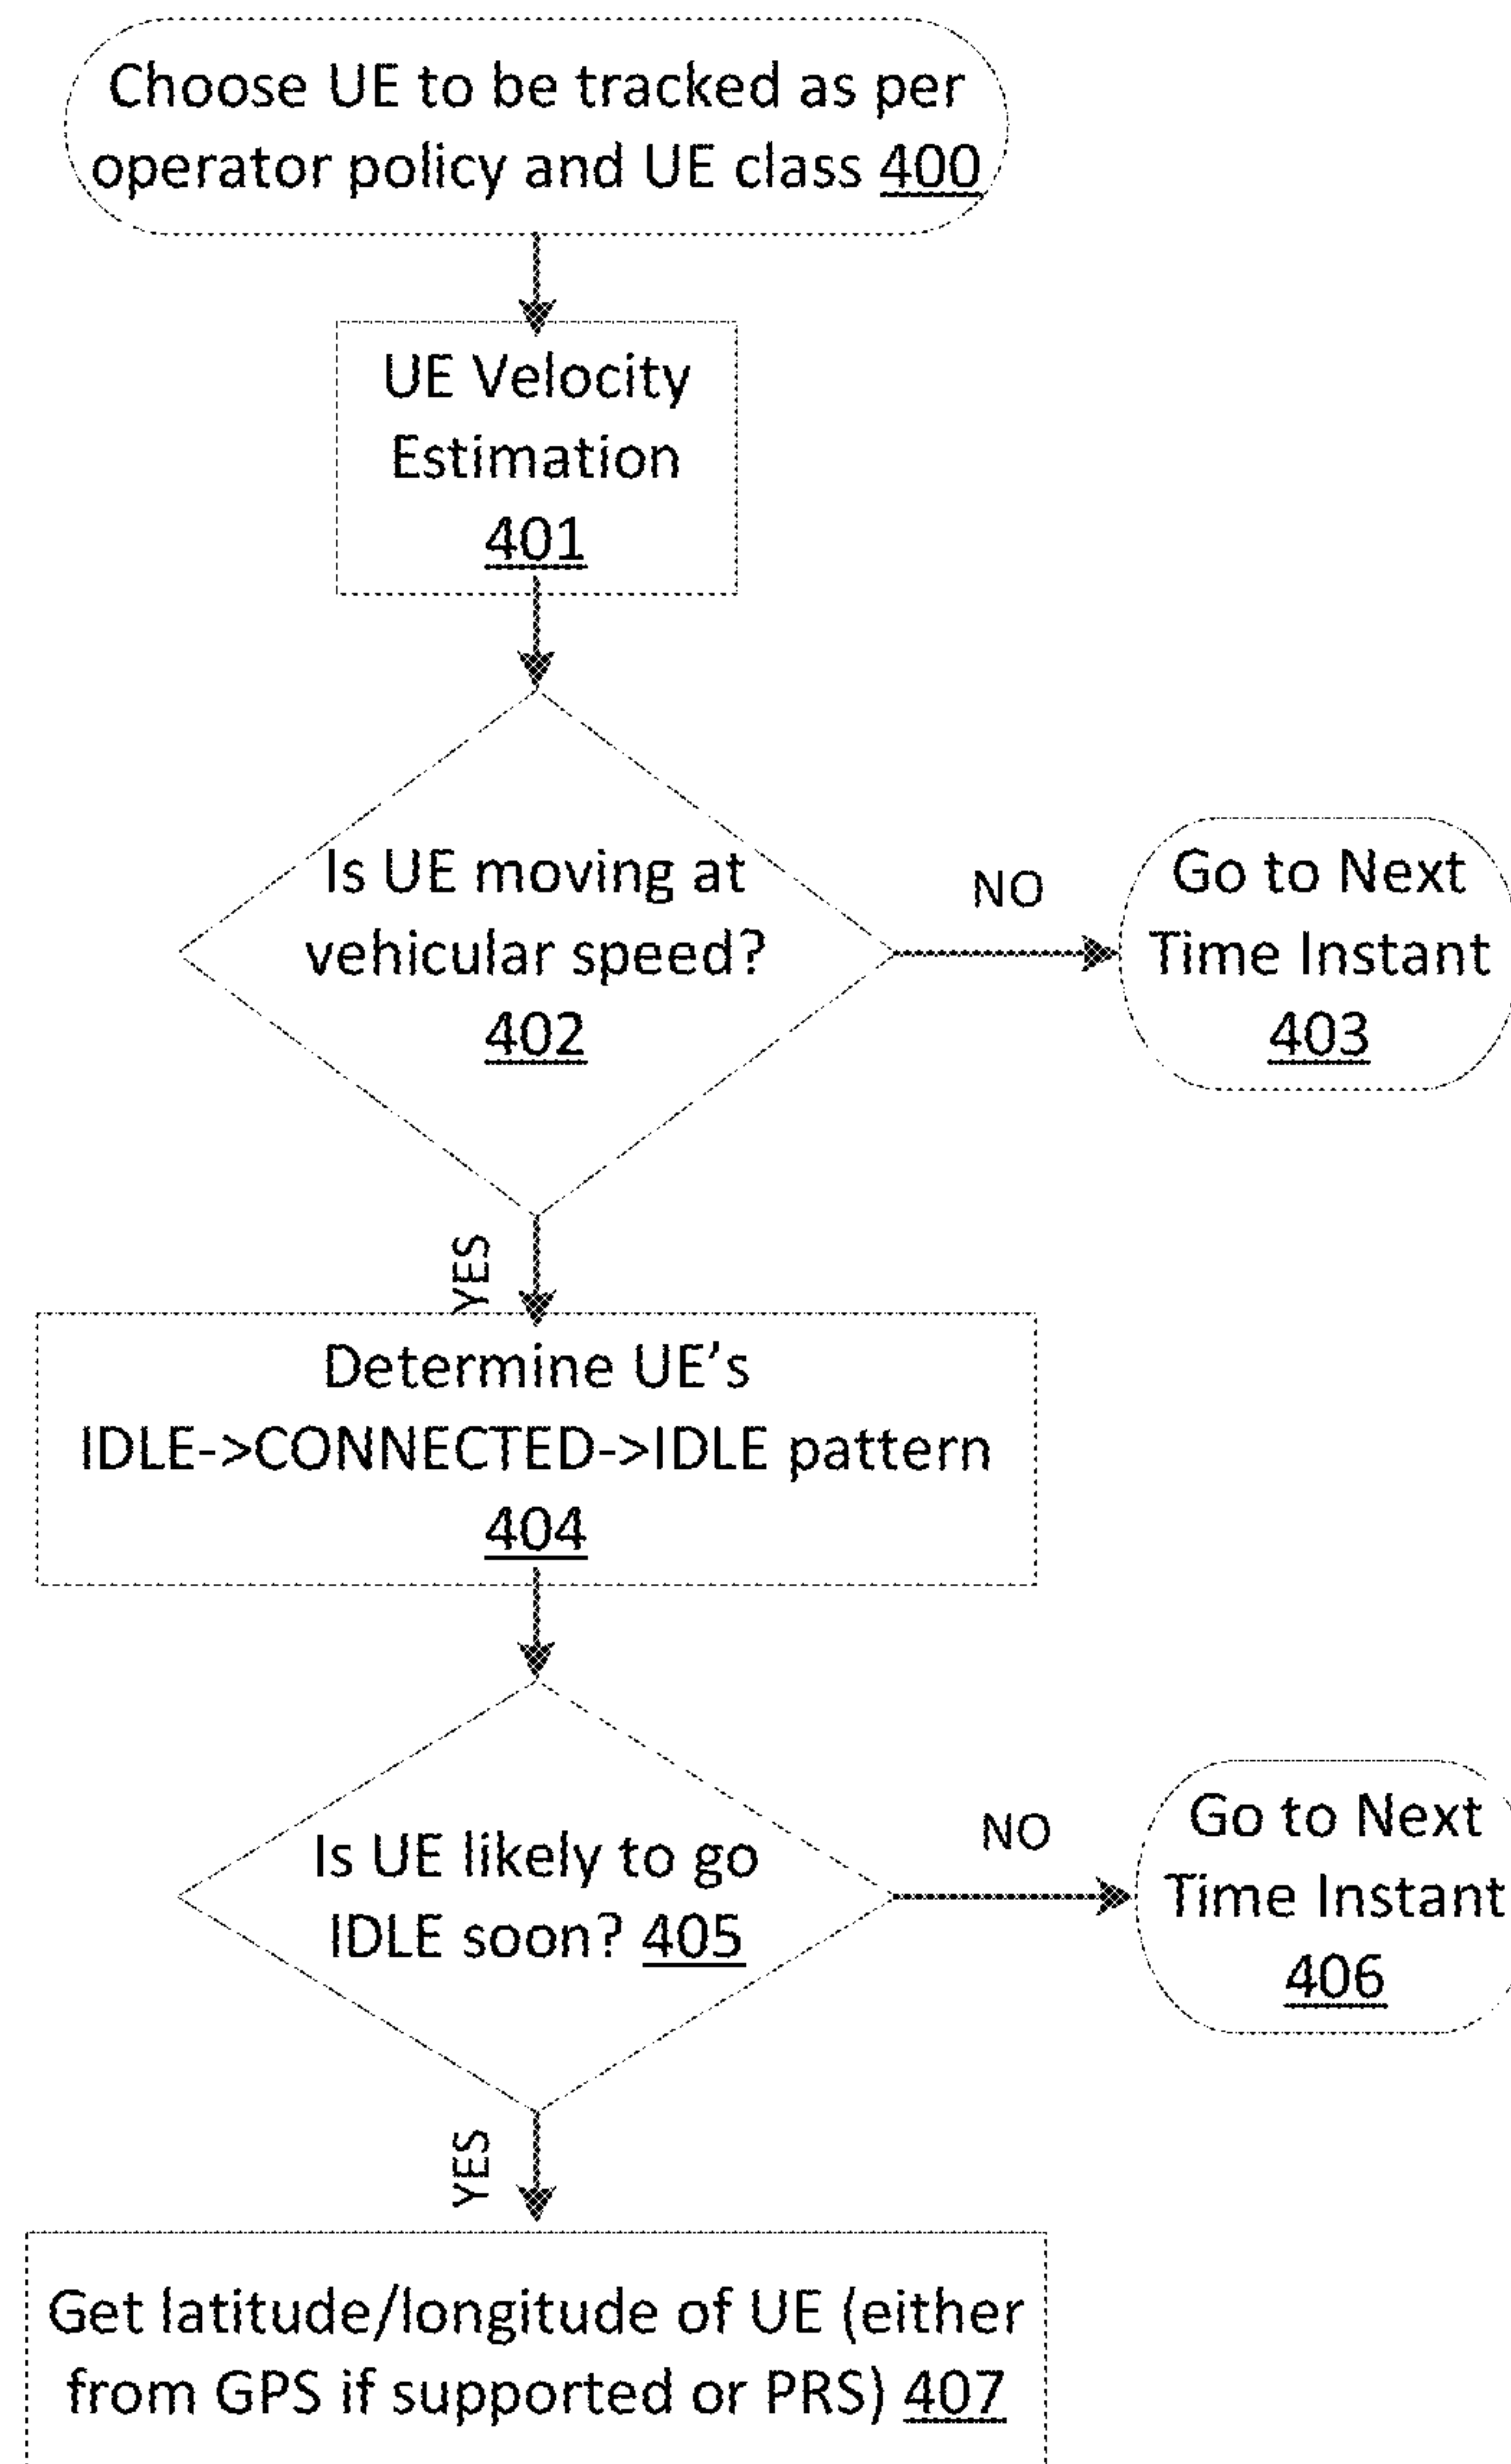 Choose UE to be tracked as per
operator policy and UE class 400
UE Velocity
Estimation
401
Is UE moving at
vehicular speed?
402
NO
Go to Next
Time Instant
403
YES
Determine UE's
IDLE->CONNECTED->IDLE pattern
404
Is UE likely to go
IDLE soon? 405
NO
Go to Next
Time Instant
406
YES
Get latitude/longitude of UE (either
from GPS if supported or PRS) 407